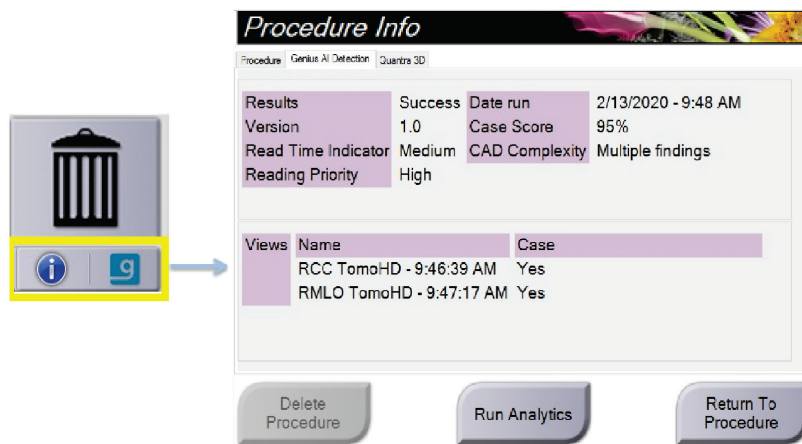 Procedure Info
Procedure Genius AI Detection Quantra 3D
Results Success Date run 2/13/2020 - 9:48 AM
Version 1.0 Case Score 95%
Read Time Indicator Medium CAD Complexity Multiple findings
Reading Priority High
Views Name Case
RCC TomoHD - 9:46:39 AM Yes
RMLO TomoHD - 9:47:17 AM Yes
i g
Delete Procedure Run Analytics Return To Procedure